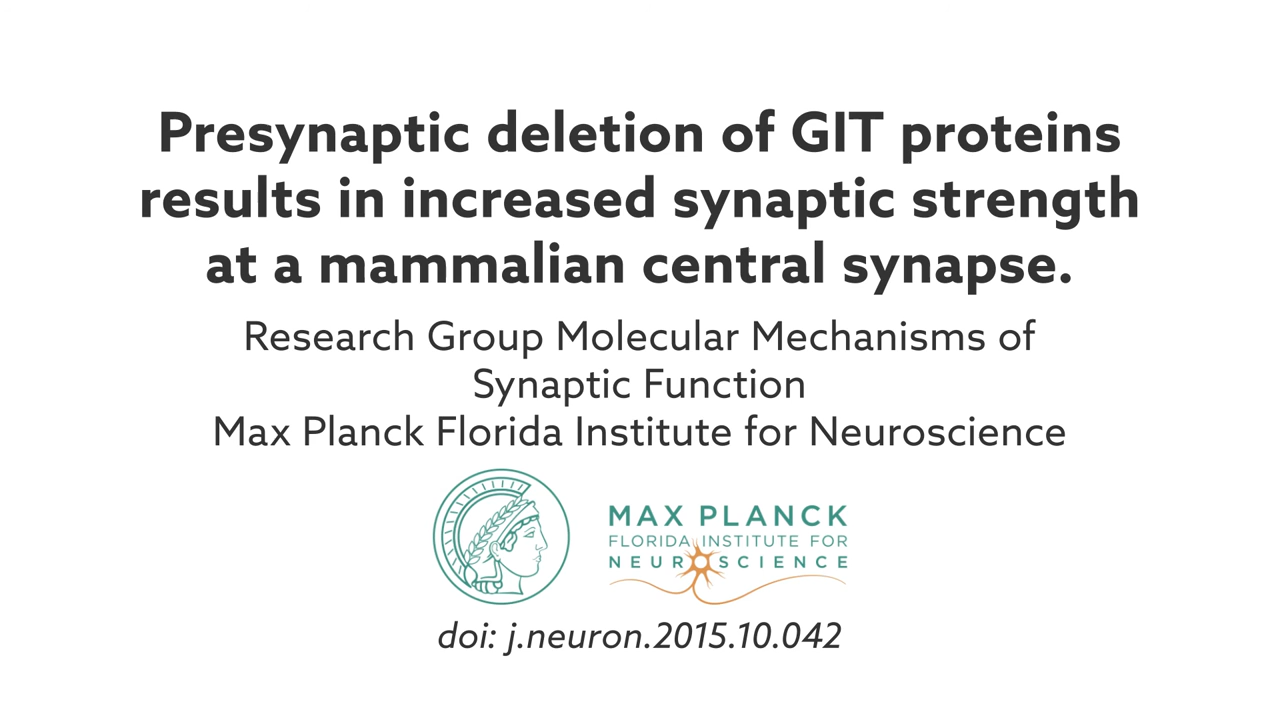 Presynaptic deletion of GIT proteins
results in increased synaptic strength
at a mammalian central synapse.
Research Group Molecular Mechanisms of
Synaptic Function
Max Planck Florida Institute for Neuroscience
MAX PLANCK
FLORIDA INSTITUTE FOR
NEUROSCIENCE
doi: j.neuron.2015.10.042